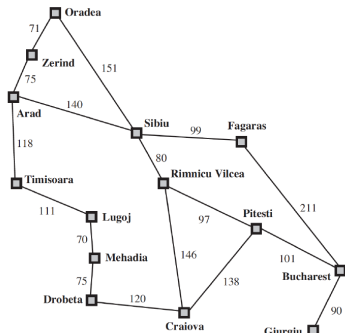 Oradea
71
Zerind
75
151
Arad
140
Sibiu
99
Fagaras
118
80
Timisoara
Rimnicu Vilcea
111
Lugoj
97
Pitesti
211
70
146
101
Mehadia
Bucharest
75
138
Drobeta
120
90
Craiova
Giurgiu